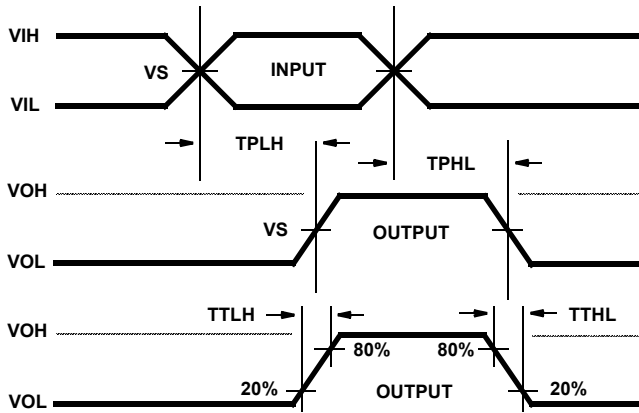 VIH
VS
INPUT
VIL
TPLH
TPHL
VOH
VS
OUTPUT
VOL
TTLH
TTHL
VOH
80%
80%
20%
20%
VOL
OUTPUT